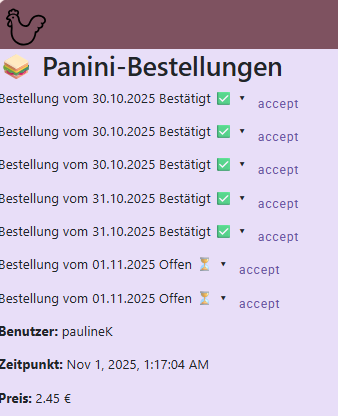 Panini-Bestellungen
Bestellung vom 30.10.2025 Bestätigt ✅ ▾ accept
Bestellung vom 30.10.2025 Bestätigt ✅ ▾ accept
Bestellung vom 30.10.2025 Bestätigt ✅ ▾ accept
Bestellung vom 31.10.2025 Bestätigt ✅ ▾ accept
Bestellung vom 31.10.2025 Bestätigt ✅ ▾ accept
Bestellung vom 01.11.2025 Offen ⏳ ▾ accept
Bestellung vom 01.11.2025 Offen ⏳ ▾ accept
Benutzer: paulineK
Zeitpunkt: Nov 1, 2025, 1:17:04 AM
Preis: 2.45 €